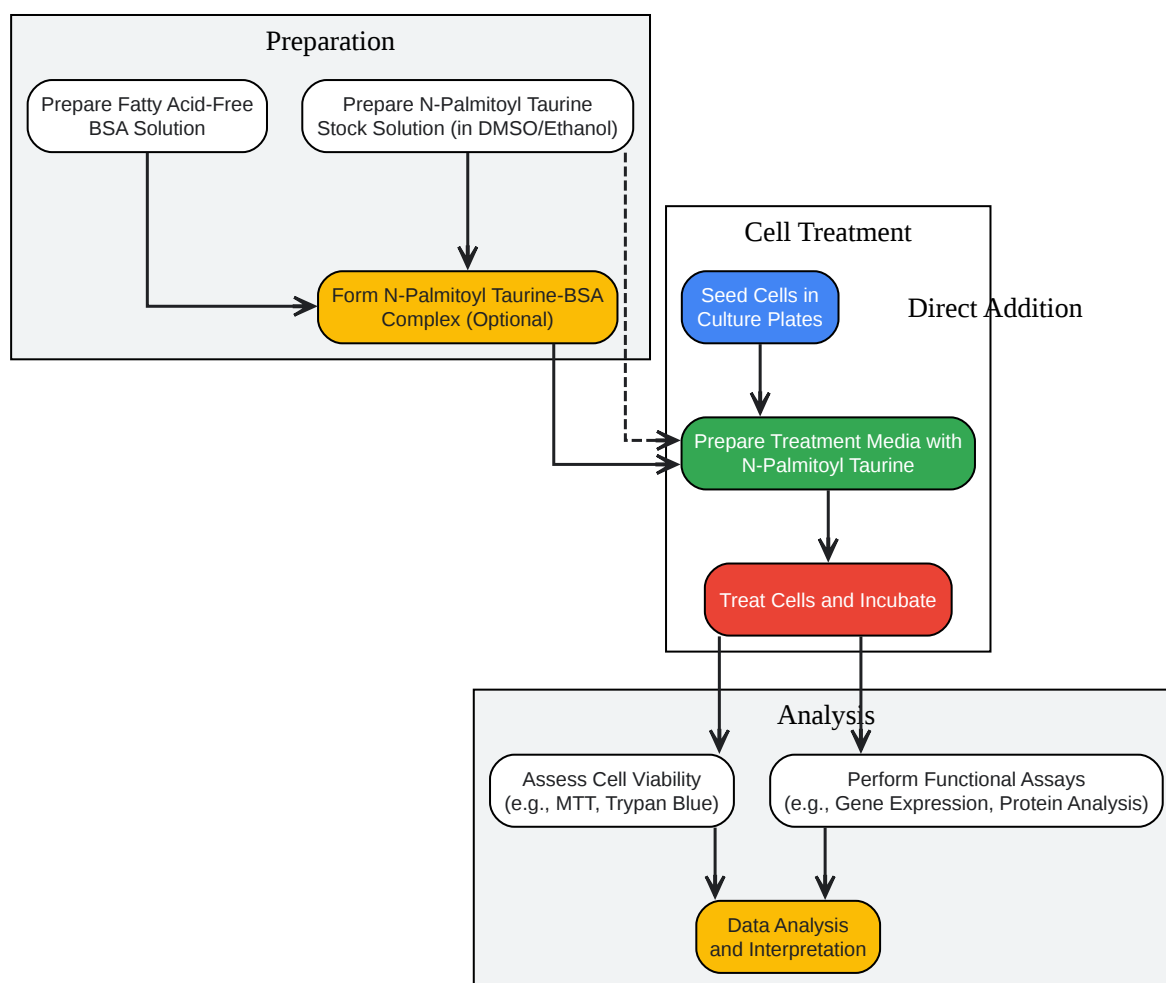 Preparation
Prepare Fatty Acid-Free
BSA Solution
Prepare N-Palmitoyl Taurine
Stock Solution (in DMSO/Ethanol)
Form N-Palmitoyl Taurine-BSA
Complex (Optional)
Cell Treatment
Seed Cells in
Culture Plates
Direct Addition
Prepare Treatment Media with
N-Palmitoyl Taurine
Treat Cells and Incubate
Analysis
Assess Cell Viability
(e.g., MTT, Trypan Blue)
Perform Functional Assays
(e.g., Gene Expression, Protein Analysis)
Data Analysis
and Interpretation